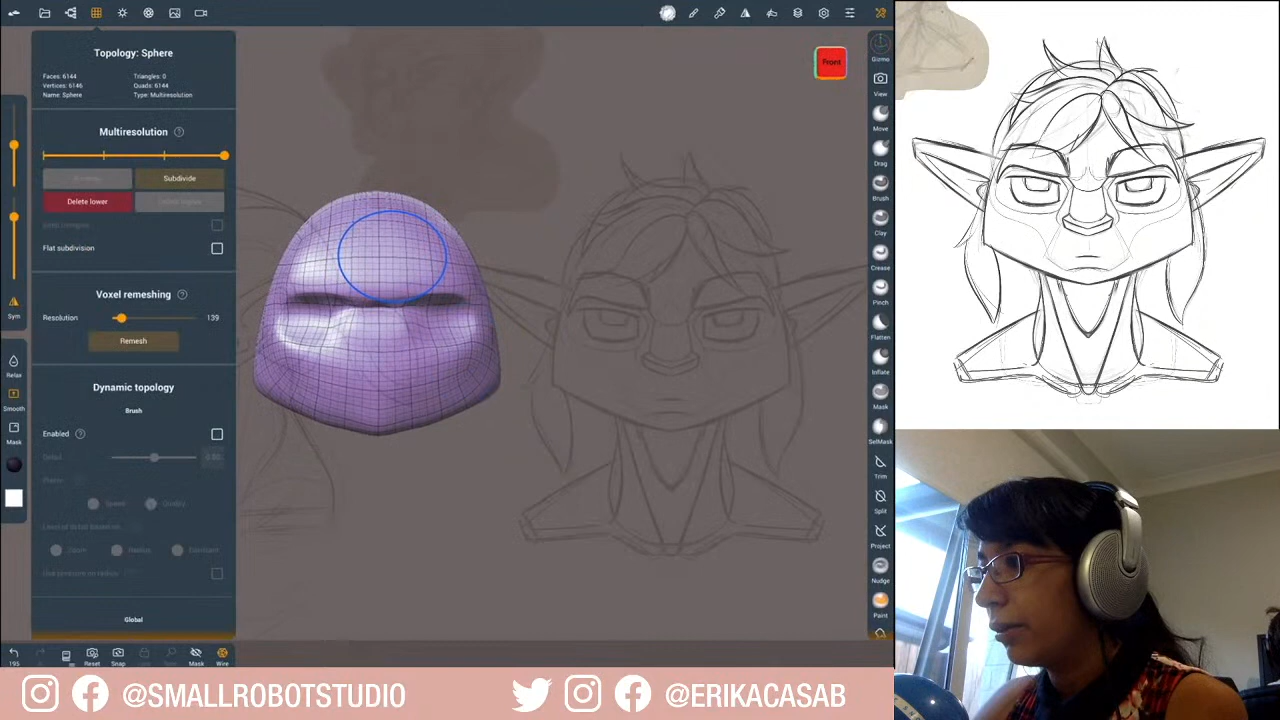 Topology: Sphere
Faces: 6144
Triangles: 0
Vertices: 6146
Quads: 6144
Name: Sphere
Type: Multiresolution
Multiresolution ?
Subdivide
Delete lower
Flat subdivision
Voxel remeshing ?
Resolution 139
Remesh
Dynamic topology
Brush
Enabled ?
Detail
Global
Sym
Relax
Smooth
Mask
195
Reset
Snap
Mask
Wire
Front
Gizmo
View
Move
Drag
Brush
Clay
Crease
Pinch
Flatten
Inflate
Mask
SelMask
Trim
Split
Project
Nudge
Paint
@SMALLROBOTSTUDIO
@ERIKACASAB